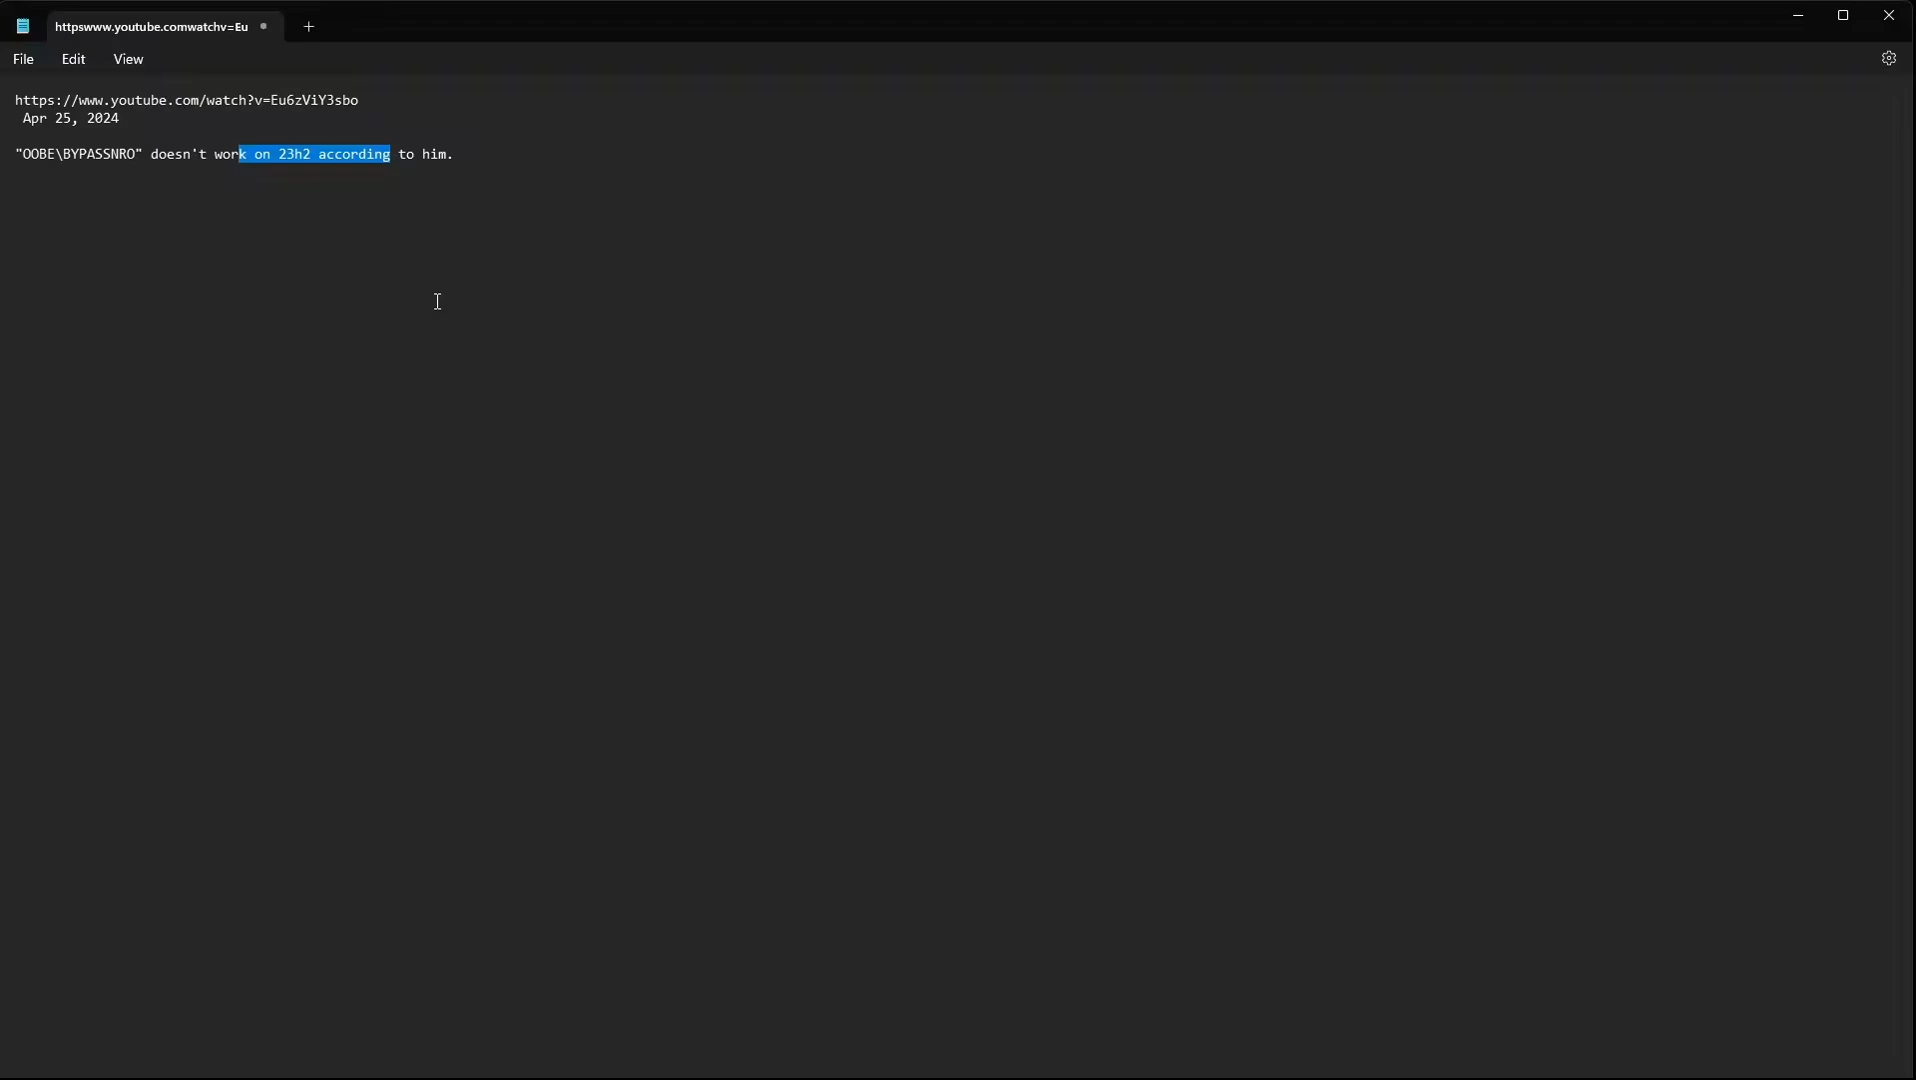 httpswww.youtube.comwatchv=Eu
File Edit View
https://www.youtube.com/watch?v=Eu6zViY3sbo
Apr 25, 2024
"OOBE\BYPASSNRO" doesn't work on 23h2 according to him.